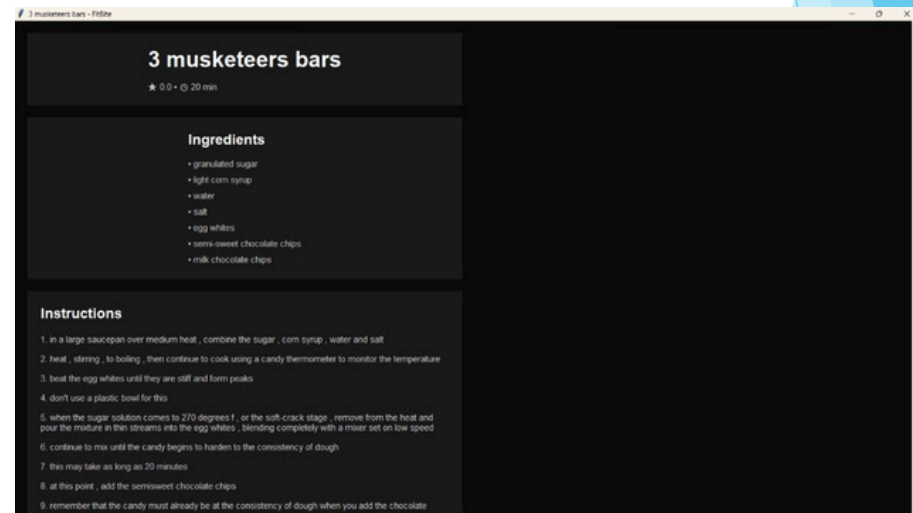 3 musketeers bars - FitBite
3 musketeers bars
★ 0.0 • 20 min
Ingredients
• granulated sugar
• light corn syrup
• water
• salt
• egg whites
• semi-sweet chocolate chips
• milk chocolate chips
Instructions
1. in a large saucepan over medium heat , combine the sugar , corn syrup , water and salt
2. heat , stirring , to boiling , then continue to cook using a candy thermometer to monitor the temperature
3. beat the egg whites until they are stiff and form peaks
4. don't use a plastic bowl for this
5. when the sugar solution comes to 270 degrees f , or the soft-crack stage , remove from the heat and
pour the mixture in thin streams into the egg whites , blending completely with a mixer set on low speed
6. continue to mix until the candy begins to harden to the consistency of dough
7. this may take as long as 20 minutes
8. at this point , add the semisweet chocolate chips
9. remember that the candy must already be at the consistency of dough when you add the chocolate